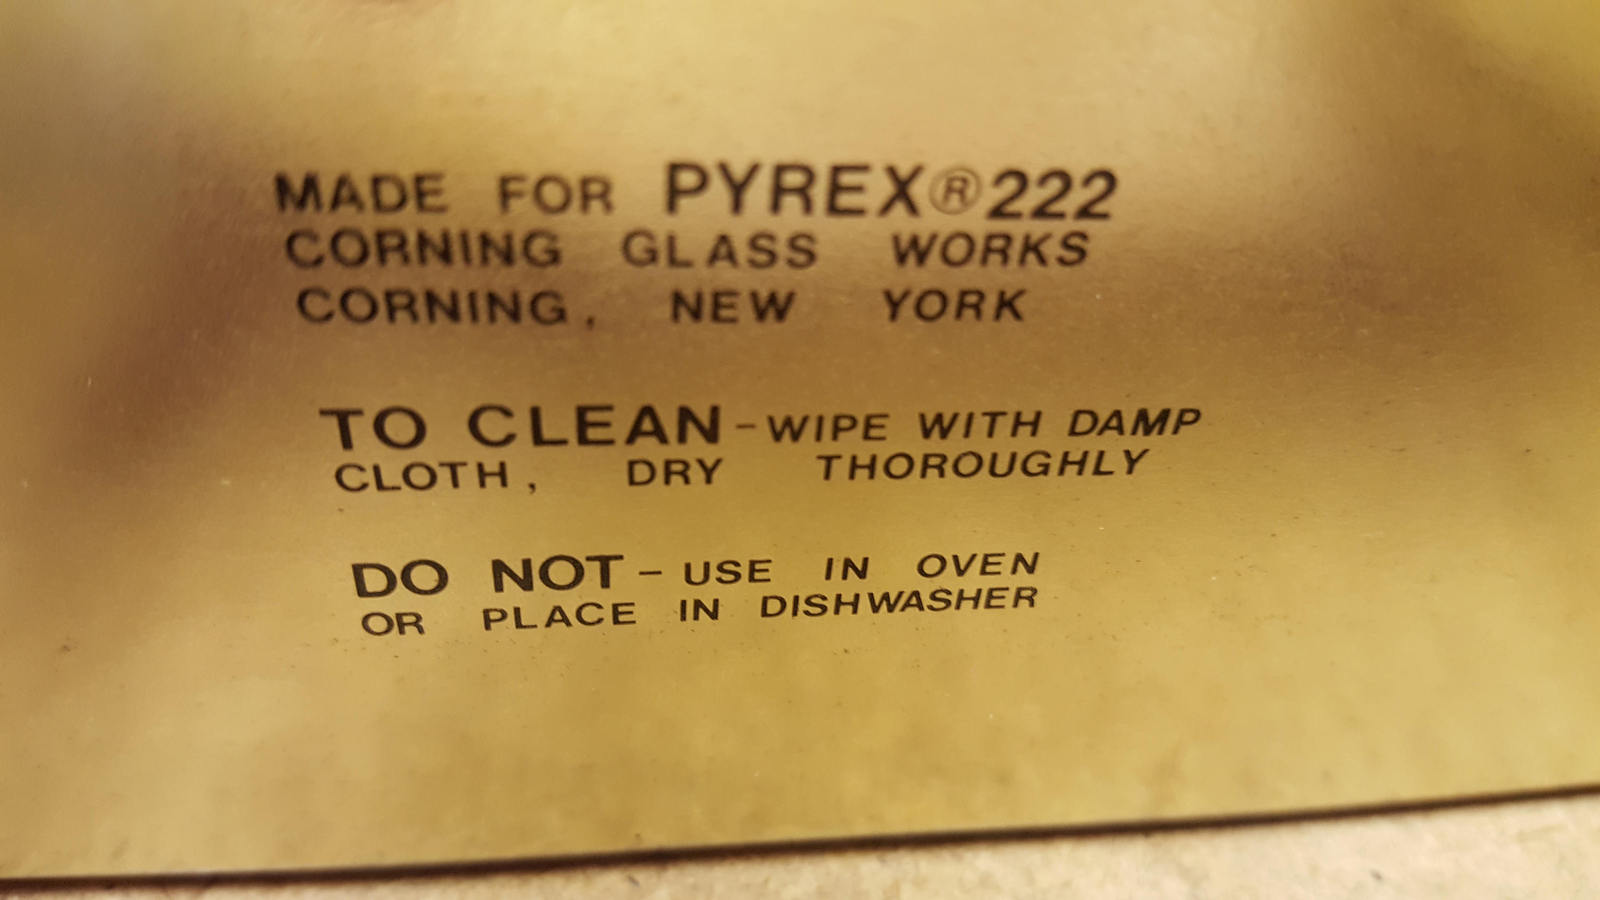 MADE FOR PYREX®222
CORNING GLASS WORKS
CORNING, NEW YORK
TO CLEAN-WIPE WITH DAMP
CLOTH, DRY THOROUGHLY
DO NOT- USE IN OVEN
OR PLACE IN DISHWASHER